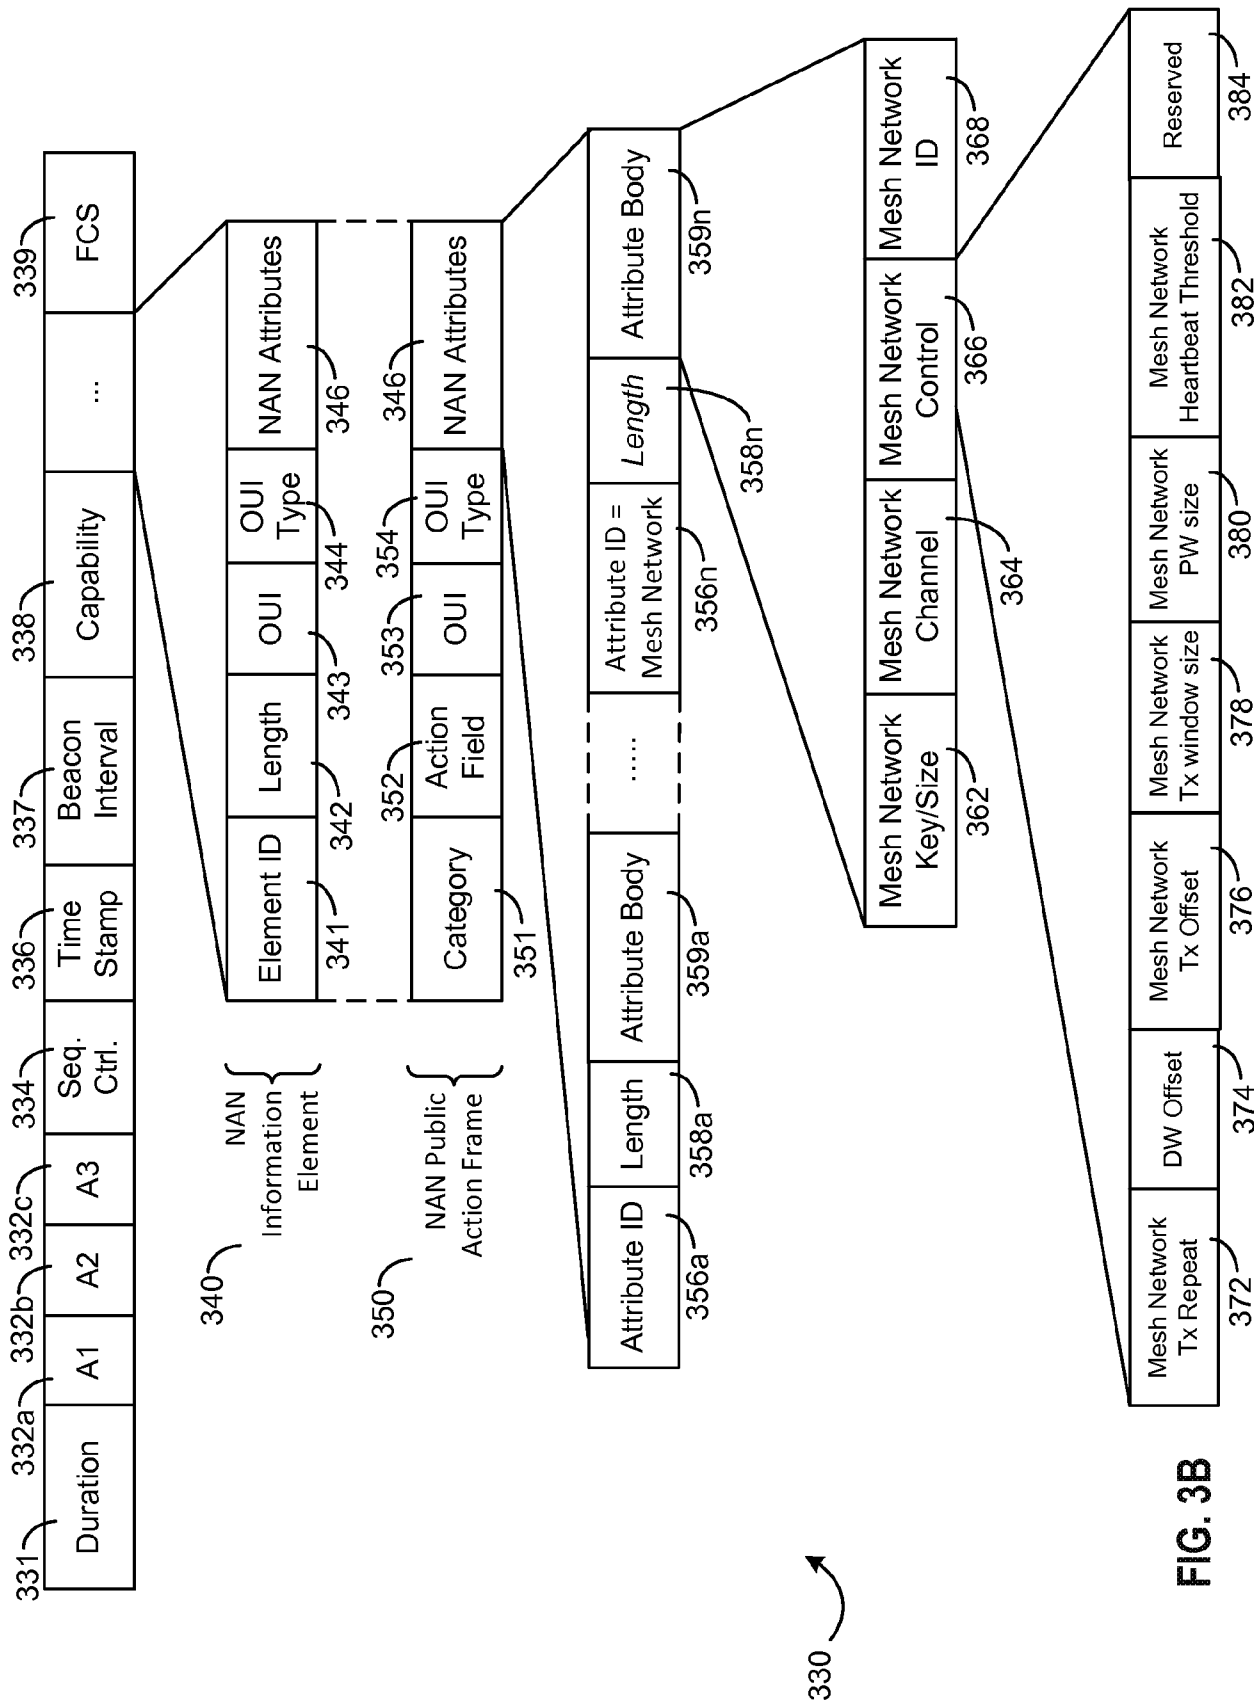 331
332a
332b
332c
334
336
337
338
339
Duration
A1
A2
A3
Seq.
Ctrl.
Time
Stamp
Beacon
Interval
Capability
...
FCS
340
NAN
Information
Element
Element ID
Length
OUI
OUI
Type
NAN Attributes
341
342
343
344
346
350
NAN Public
Action Frame
352
353
354
346
Category
Action
Field
OUI
OUI
Type
NAN Attributes
351
Attribute ID
Length
Attribute Body
.....
Attribute ID =
Mesh Network
Length
Attribute Body
356a
358a
359a
356n
358n
359n
Mesh Network
Key/Size
Mesh Network
Channel
Mesh Network
Control
Mesh Network
ID
362
364
366
368
Mesh Network
Tx Repeat
DW Offset
Mesh Network
Tx Offset
Mesh Network
Tx window size
Mesh Network
PW size
Mesh Network
Heartbeat Threshold
Reserved
372
374
376
378
380
382
384
330
FIG. 3B